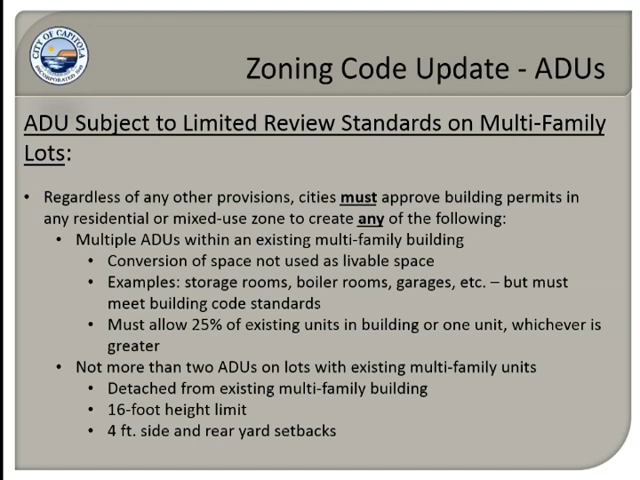 CITY OF CAPITOLA
INCORPORATED 1949
Zoning Code Update - ADUs
ADU Subject to Limited Review Standards on Multi-Family
Lots:
• Regardless of any other provisions, cities must approve building permits in
any residential or mixed-use zone to create any of the following:
• Multiple ADUs within an existing multi-family building
• Conversion of space not used as livable space
• Examples: storage rooms, boiler rooms, garages, etc. – but must
meet building code standards
• Must allow 25% of existing units in building or one unit, whichever is
greater
• Not more than two ADUs on lots with existing multi-family units
• Detached from existing multi-family building
• 16-foot height limit
• 4 ft. side and rear yard setbacks